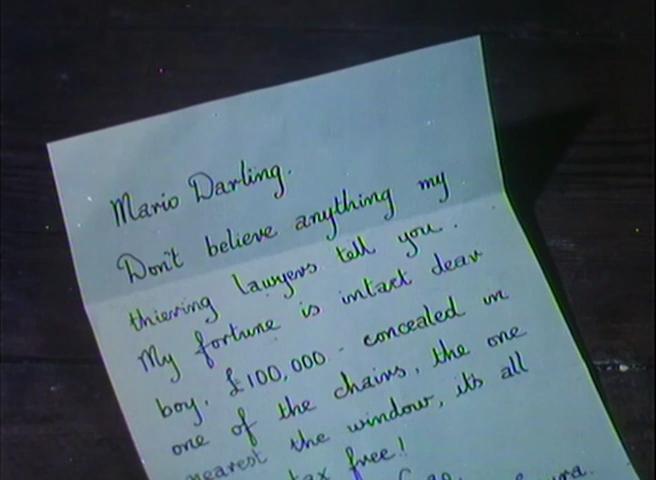 Mario Darling.
Don't believe anything my
thieving lawyers tell you.
My fortune is intact dear
boy. £100,000 - concealed in
one of the chairs, the one
nearest the window, it's all
tax free!